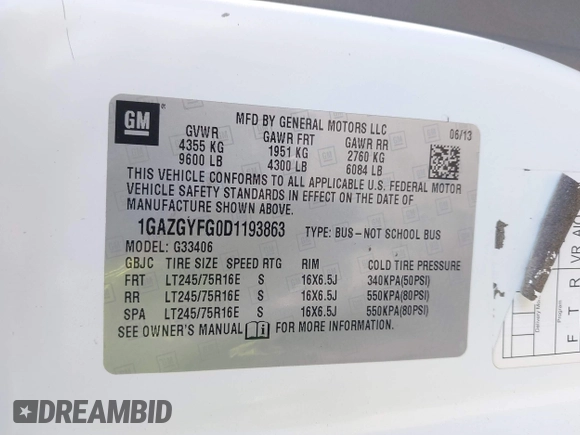 GM
MFD BY GENERAL MOTORS LLC
06/13
GVWR GAWR FRT GAWR RR
4355 KG 1951 KG 2760 KG
9600 LB 4300 LB 6084 LB
THIS VEHICLE CONFORMS TO ALL APPLICABLE U.S. FEDERAL MOTOR
VEHICLE SAFETY STANDARDS IN EFFECT ON THE DATE OF
MANUFACTURE SHOWN ABOVE.
1GAZGYFG0D1193863 TYPE: BUS–NOT SCHOOL BUS
MODEL: G33406
GBJC TIRE SIZE SPEED RTG RIM COLD TIRE PRESSURE
FRT LT245/75R16E S 16X6.5J 340KPA(50PSI)
RR LT245/75R16E S 16X6.5J 550KPA(80PSI)
SPA LT245/75R16E S 16X6.5J 550KPA(80PSI)
SEE OWNER'S MANUAL FOR MORE INFORMATION.
Delivery
Program
F T R VR
DREAMBID